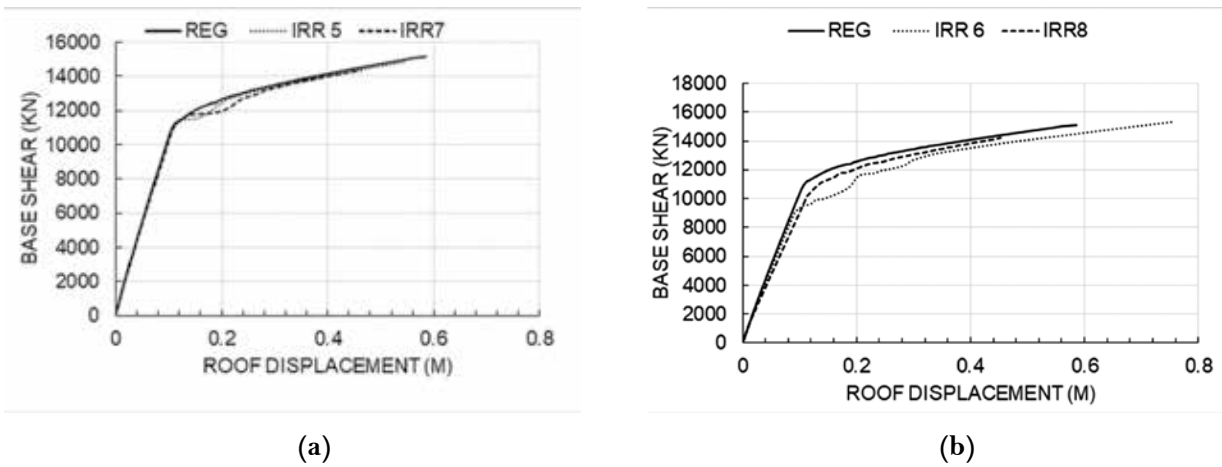 REG IRR 5 IRR7
16000
14000
12000
10000
8000
6000
4000
2000
0
BASE SHEAR (KN)
0 0.2 0.4 0.6 0.8
ROOF DISPLACEMENT (M)
(a)
REG IRR 6 IRR8
18000
16000
14000
12000
10000
8000
6000
4000
2000
0
BASE SHEAR (KN)
0 0.2 0.4 0.6 0.8
ROOF DISPLACEMENT (M)
(b)